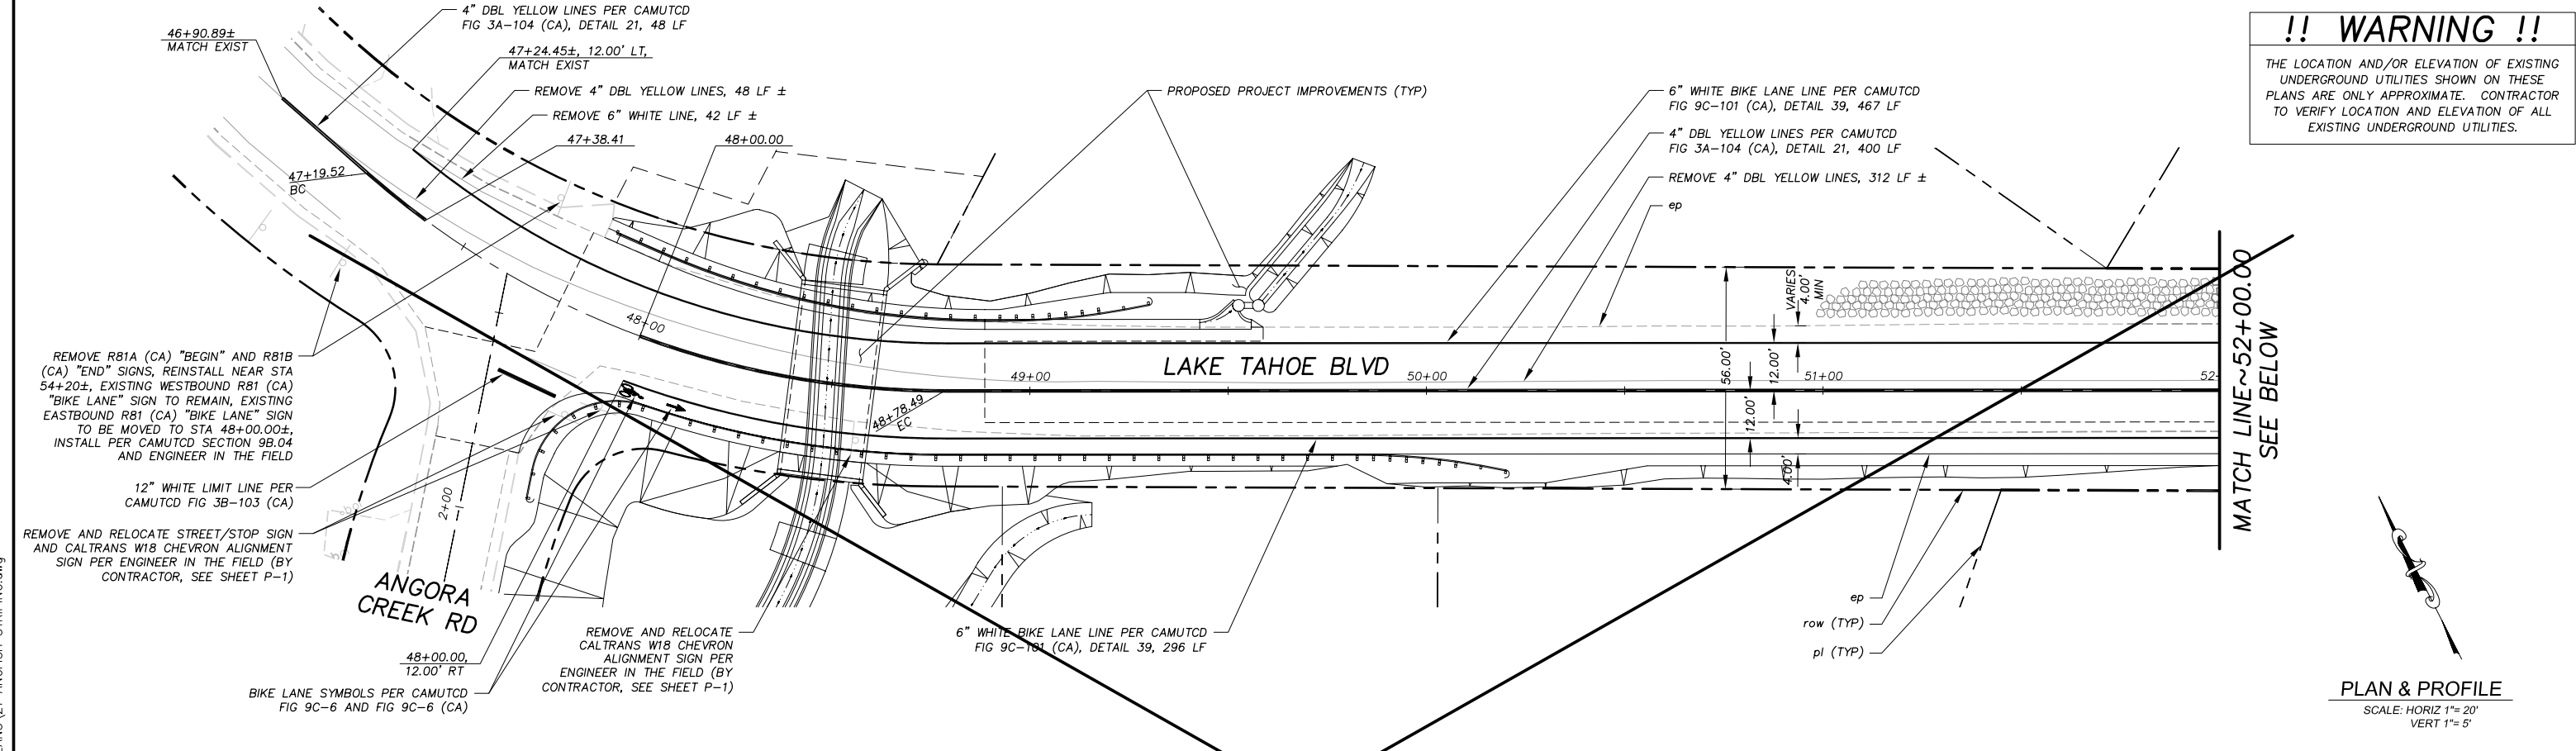 4" DBL YELLOW LINES PER CAMUTCD
FIG 3A-104 (CA), DETAIL 21, 48 LF
46+90.89±
MATCH EXIST
47+24.45±, 12.00' LT,
MATCH EXIST
REMOVE 4" DBL YELLOW LINES, 48 LF ±
REMOVE 6" WHITE LINE, 42 LF ±
47+38.41
48+00.00
47+19.52
BC
PROPOSED PROJECT IMPROVEMENTS (TYP)
6" WHITE BIKE LANE LINE PER CAMUTCD
FIG 9C-101 (CA), DETAIL 39, 467 LF
4" DBL YELLOW LINES PER CAMUTCD
FIG 3A-104 (CA), DETAIL 21, 400 LF
REMOVE 4" DBL YELLOW LINES, 312 LF ±
ep
!! WARNING !!
THE LOCATION AND/OR ELEVATION OF EXISTING
UNDERGROUND UTILITIES SHOWN ON THESE
PLANS ARE ONLY APPROXIMATE. CONTRACTOR
TO VERIFY LOCATION AND ELEVATION OF ALL
EXISTING UNDERGROUND UTILITIES.
VARIES
4.00'
MIN
56.00'
12.00'
12.00'
4.00'
48+00
LAKE TAHOE BLVD
49+00
50+00
51+00
52+
48+78.49
EC
MATCH LINE~52+00.00
SEE BELOW
REMOVE R81A (CA) "BEGIN" AND R81B
(CA) "END" SIGNS, REINSTALL NEAR STA
54+20±, EXISTING WESTBOUND R81 (CA)
"BIKE LANE" SIGN TO REMAIN, EXISTING
EASTBOUND R81 (CA) "BIKE LANE" SIGN
TO BE MOVED TO STA 48+00.00±,
INSTALL PER CAMUTCD SECTION 9B.04
AND ENGINEER IN THE FIELD
12" WHITE LIMIT LINE PER
CAMUTCD FIG 3B-103 (CA)
REMOVE AND RELOCATE STREET/STOP SIGN
AND CALTRANS W18 CHEVRON ALIGNMENT
SIGN PER ENGINEER IN THE FIELD (BY
CONTRACTOR, SEE SHEET P-1)
2+00
ANGORA
CREEK RD
48+00.00,
12.00' RT
BIKE LANE SYMBOLS PER CAMUTCD
FIG 9C-6 AND FIG 9C-6 (CA)
REMOVE AND RELOCATE
CALTRANS W18 CHEVRON
ALIGNMENT SIGN PER
ENGINEER IN THE FIELD (BY
CONTRACTOR, SEE SHEET P-1)
6" WHITE BIKE LANE LINE PER CAMUTCD
FIG 9C-101 (CA), DETAIL 39, 296 LF
ep
row (TYP)
pl (TYP)
PLAN & PROFILE
SCALE: HORIZ 1"= 20'
VERT 1"= 5'